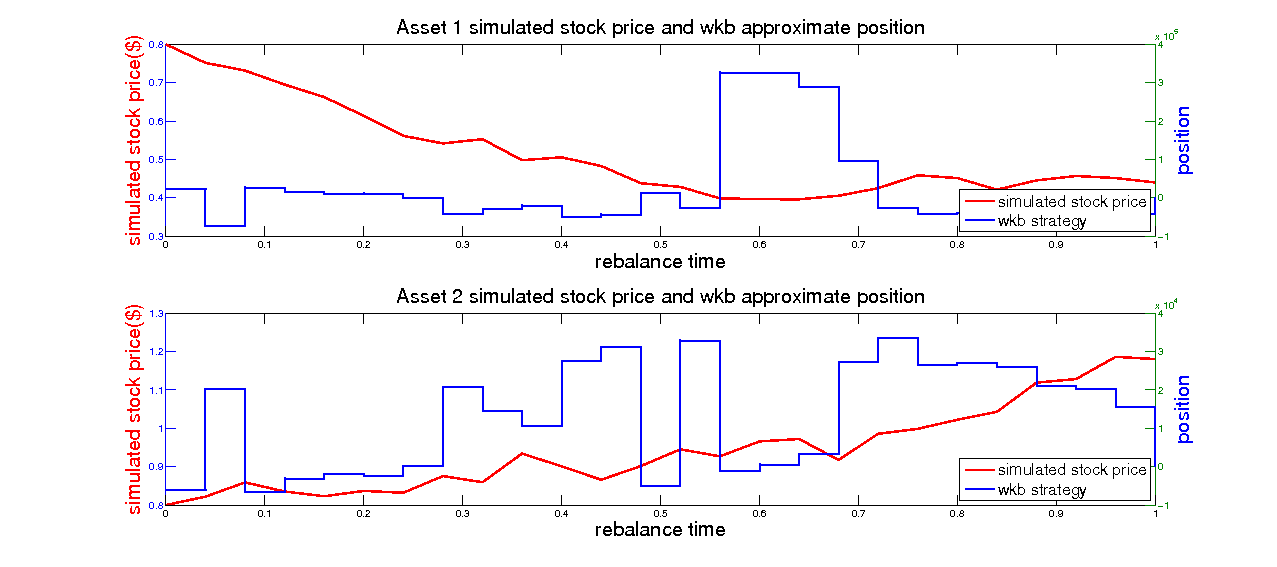 Asset 1 simulated stock price and wkb approximate position
x 10^5
simulated stock price($)
0.8
0.7
0.6
0.5
0.4
0.3
4
3
2
1
0
−1
position
simulated stock price
wkb strategy
0 0.1 0.2 0.3 0.4 0.5 0.6 0.7 0.8 0.9 1
rebalance time
Asset 2 simulated stock price and wkb approximate position
x 10^4
simulated stock price($)
1.3
1.2
1.1
1
0.9
0.8
4
3
2
1
0
−1
position
simulated stock price
wkb strategy
0 0.1 0.2 0.3 0.4 0.5 0.6 0.7 0.8 0.9 1
rebalance time